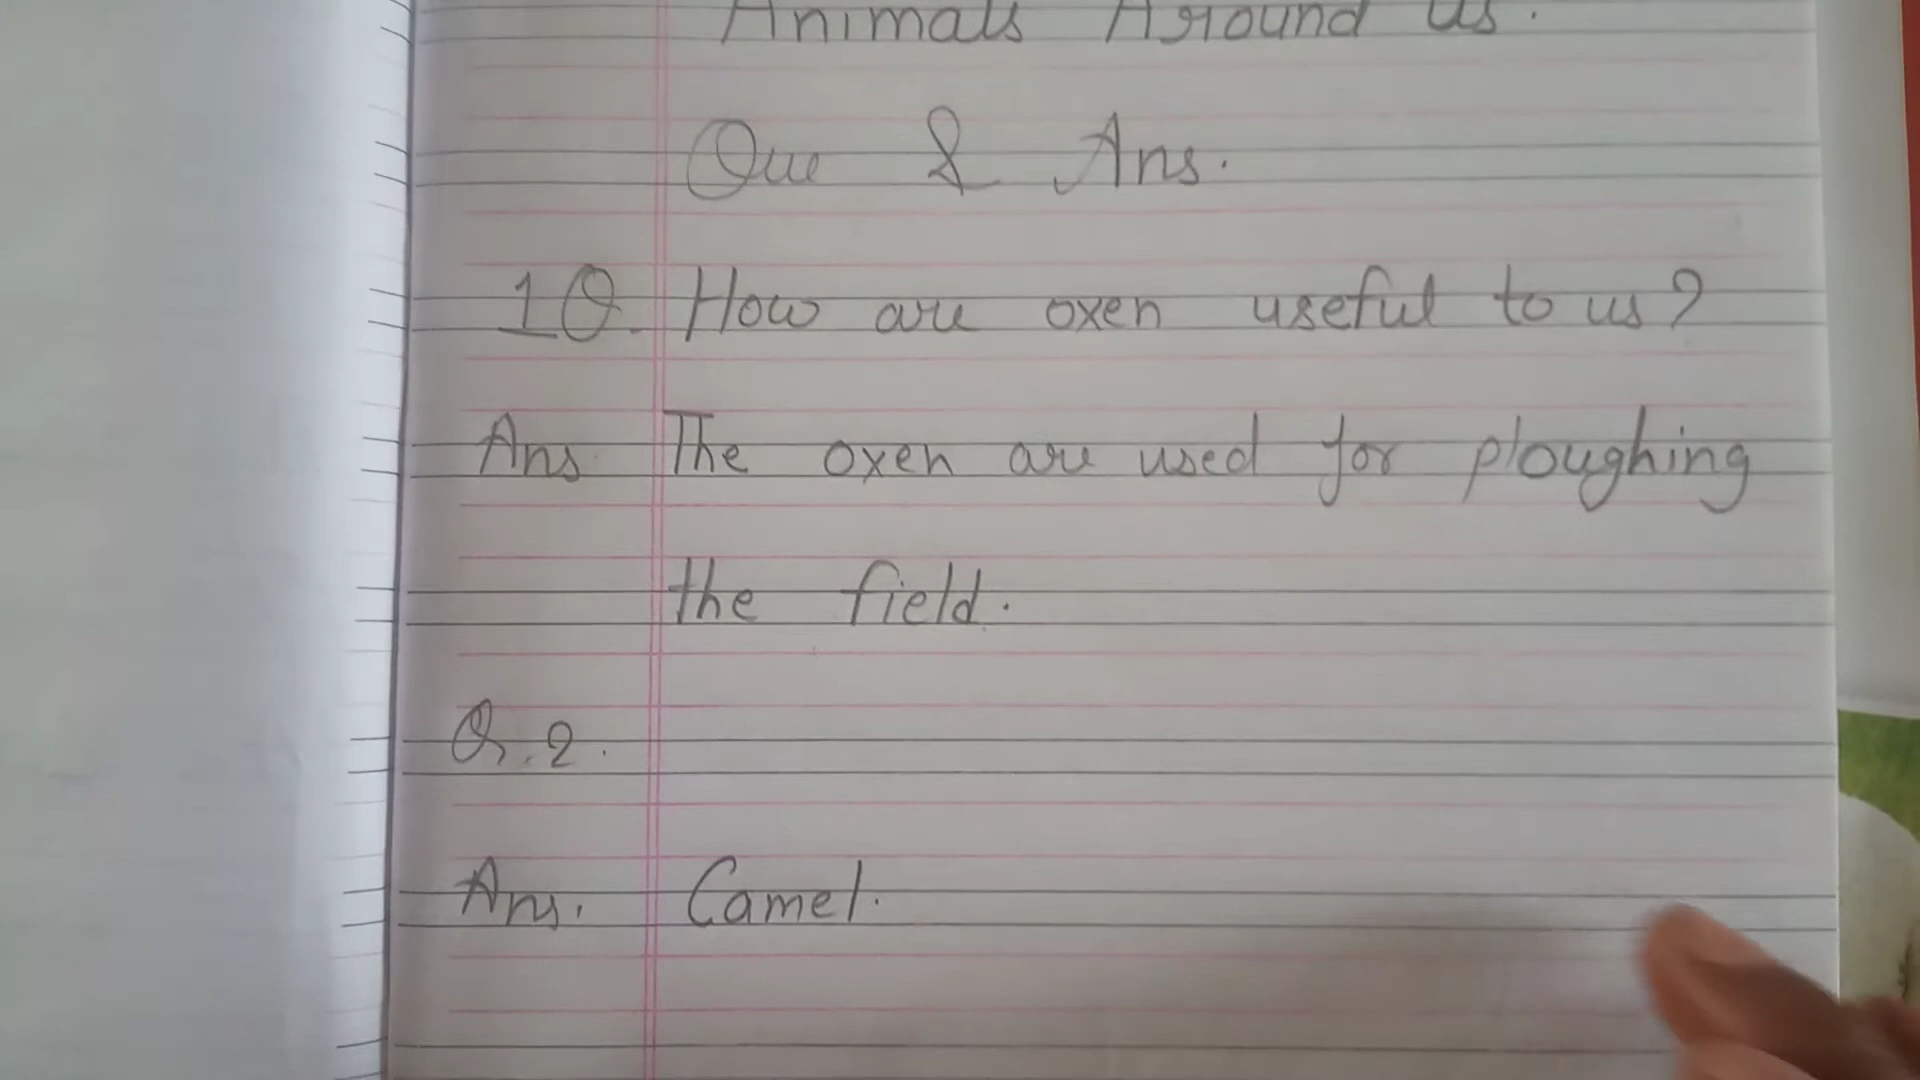 Animals Around Us.
Que & Ans.
1Q. How are oxen useful to us?
Ans The oxen are used for ploughing
the field.
Q.2.
Ans. Camel.